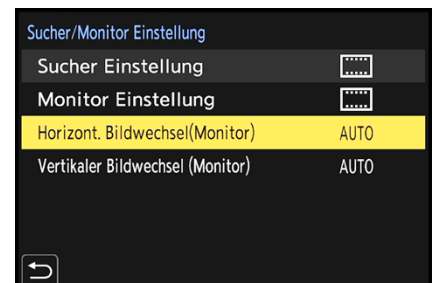 Sucher/Monitor Einstellung
Sucher Einstellung
Monitor Einstellung
Horizont. Bildwechsel(Monitor) AUTO
Vertikaler Bildwechsel (Monitor) AUTO